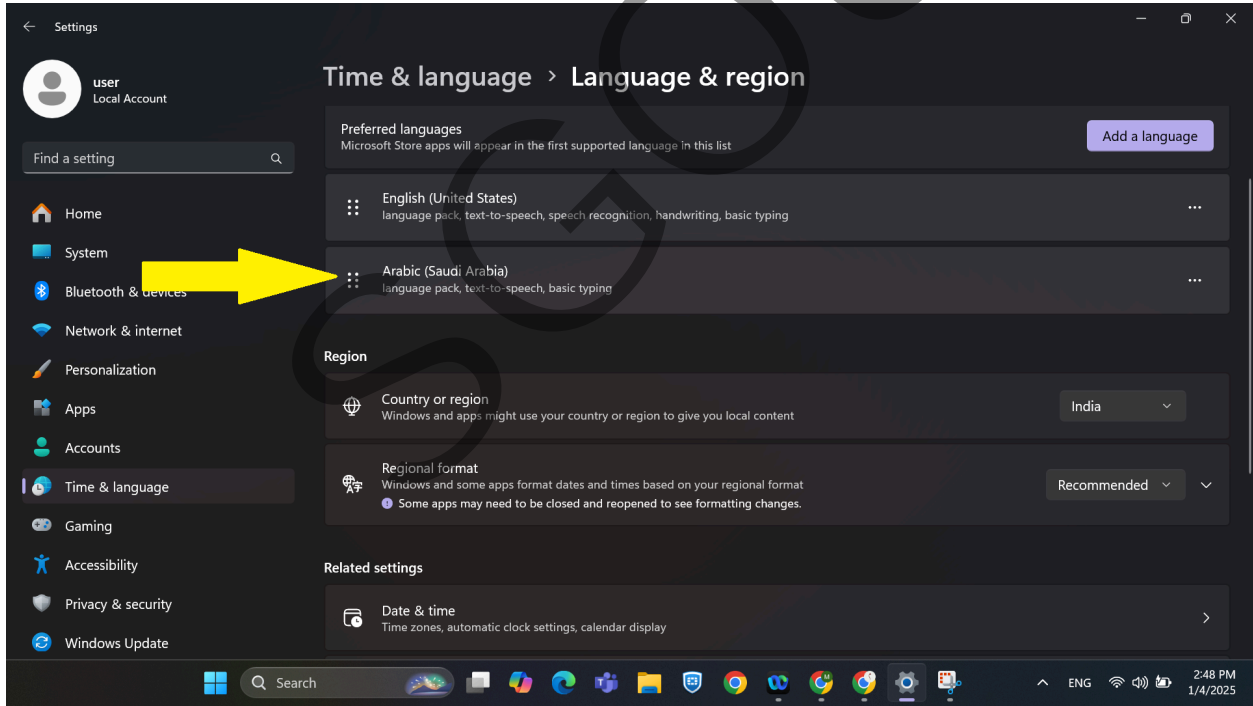 Settings
user
Local Account
Find a setting
Home
System
Bluetooth & devices
Network & internet
Personalization
Apps
Accounts
Time & language
Gaming
Accessibility
Privacy & security
Windows Update
Time & language > Language & region
Preferred languages
Microsoft Store apps will appear in the first supported language in this list
Add a language
English (United States)
language pack, text-to-speech, speech recognition, handwriting, basic typing
Arabic (Saudi Arabia)
language pack, text-to-speech, basic typing
Region
Country or region
Windows and apps might use your country or region to give you local content
India
Regional format
Windows and some apps format dates and times based on your regional format
Some apps may need to be closed and reopened to see formatting changes.
Recommended
Related settings
Date & time
Time zones, automatic clock settings, calendar display
Search
ENG
2:48 PM
1/4/2025